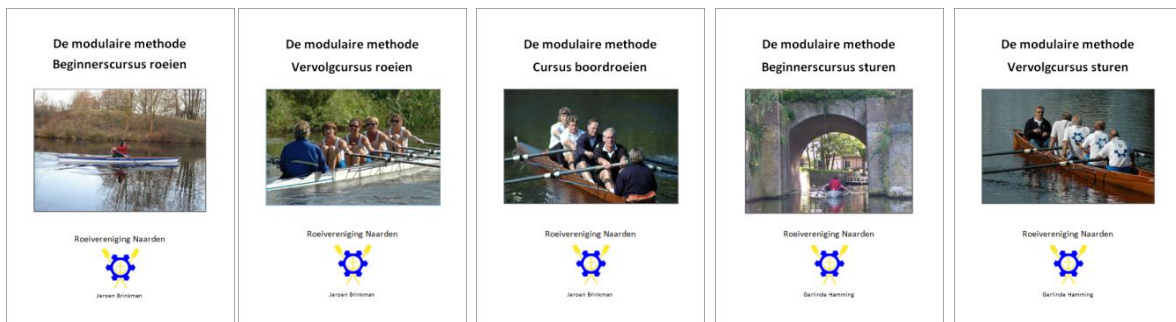 De modulaire methode
Beginnerscursus roeien
Roeivereniging Naarden
Jeroen Brinkman
De modulaire methode
Vervolgcursus roeien
Roeivereniging Naarden
Jeroen Brinkman
De modulaire methode
Cursus boordroeien
Roeivereniging Naarden
Jeroen Brinkman
De modulaire methode
Beginnerscursus sturen
Roeivereniging Naarden
Gerlinde Hamming
De modulaire methode
Vervolgcursus sturen
Roeivereniging Naarden
Gerlinde Hamming